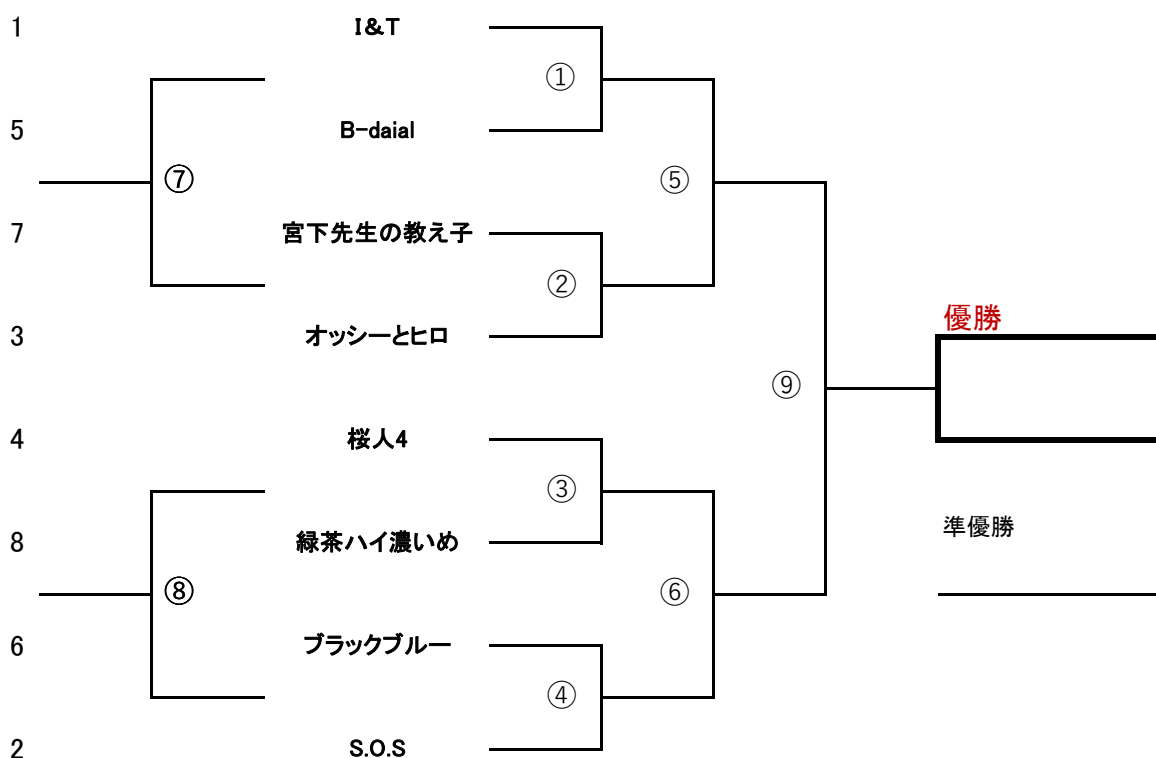 1 I&T
①
5 B-daial
⑦ ⑤
7 宮下先生の教え子
②
3 オッシーとヒロ
優勝
⑨
4 桜人4
③
8 緑茶ハイ濃いめ
準優勝
⑧ ⑥
6 ブラックブルー
④
2 S.O.S